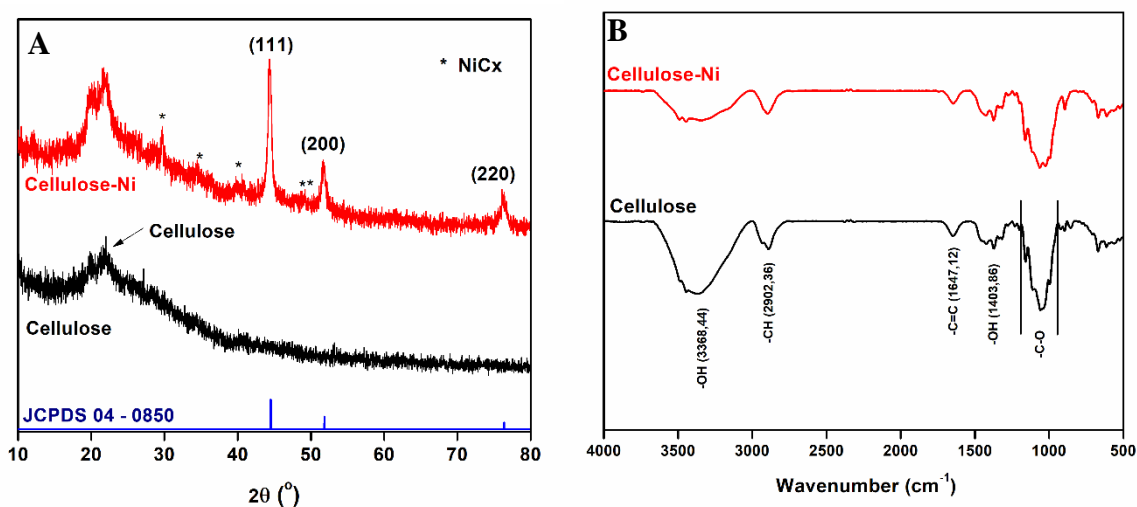 A
(111)
* NiCx
*
(200)
*
*
**
(220)
Cellulose-Ni
Cellulose
Cellulose
JCPDS 04 - 0850
10 20 30 40 50 60 70 80
2θ (°)
B
Cellulose-Ni
Cellulose
-OH (3368,44)
-CH (2902,36)
-C=C (1647,12)
-OH (1403,86)
-C-O
4000 3500 3000 2500 2000 1500 1000 500
Wavenumber (cm⁻¹)